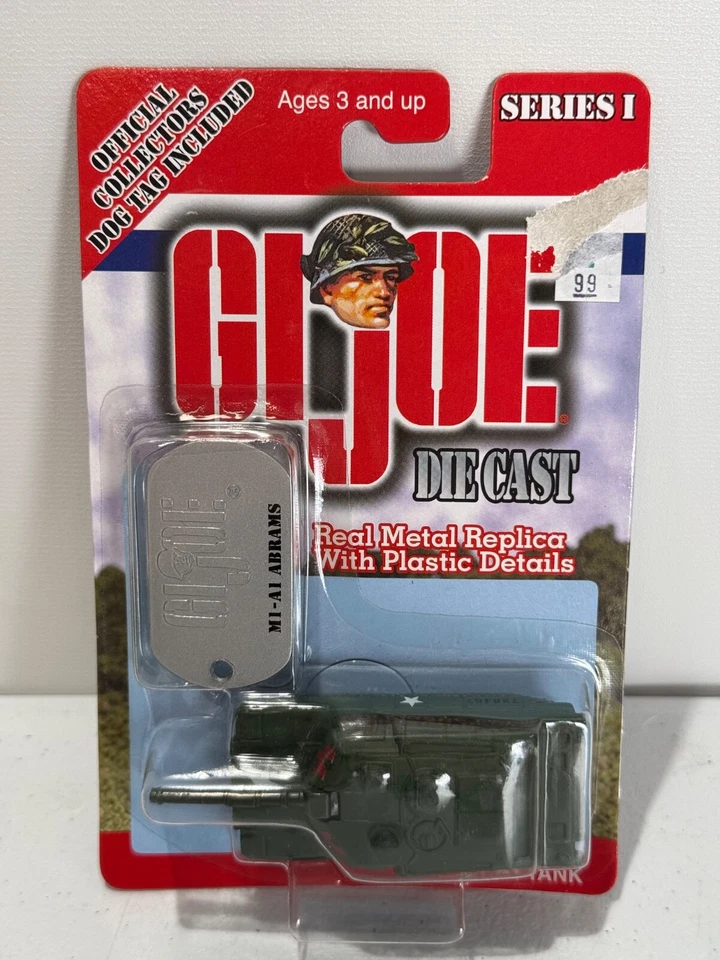 OFFICIAL
COLLECTORS
DOG TAG INCLUDED
Ages 3 and up
SERIES I
GI JOE®
99
DIE CAST
Real Metal Replica
With Plastic Details
GI JOE®
M1-A1 ABRAMS
TANK